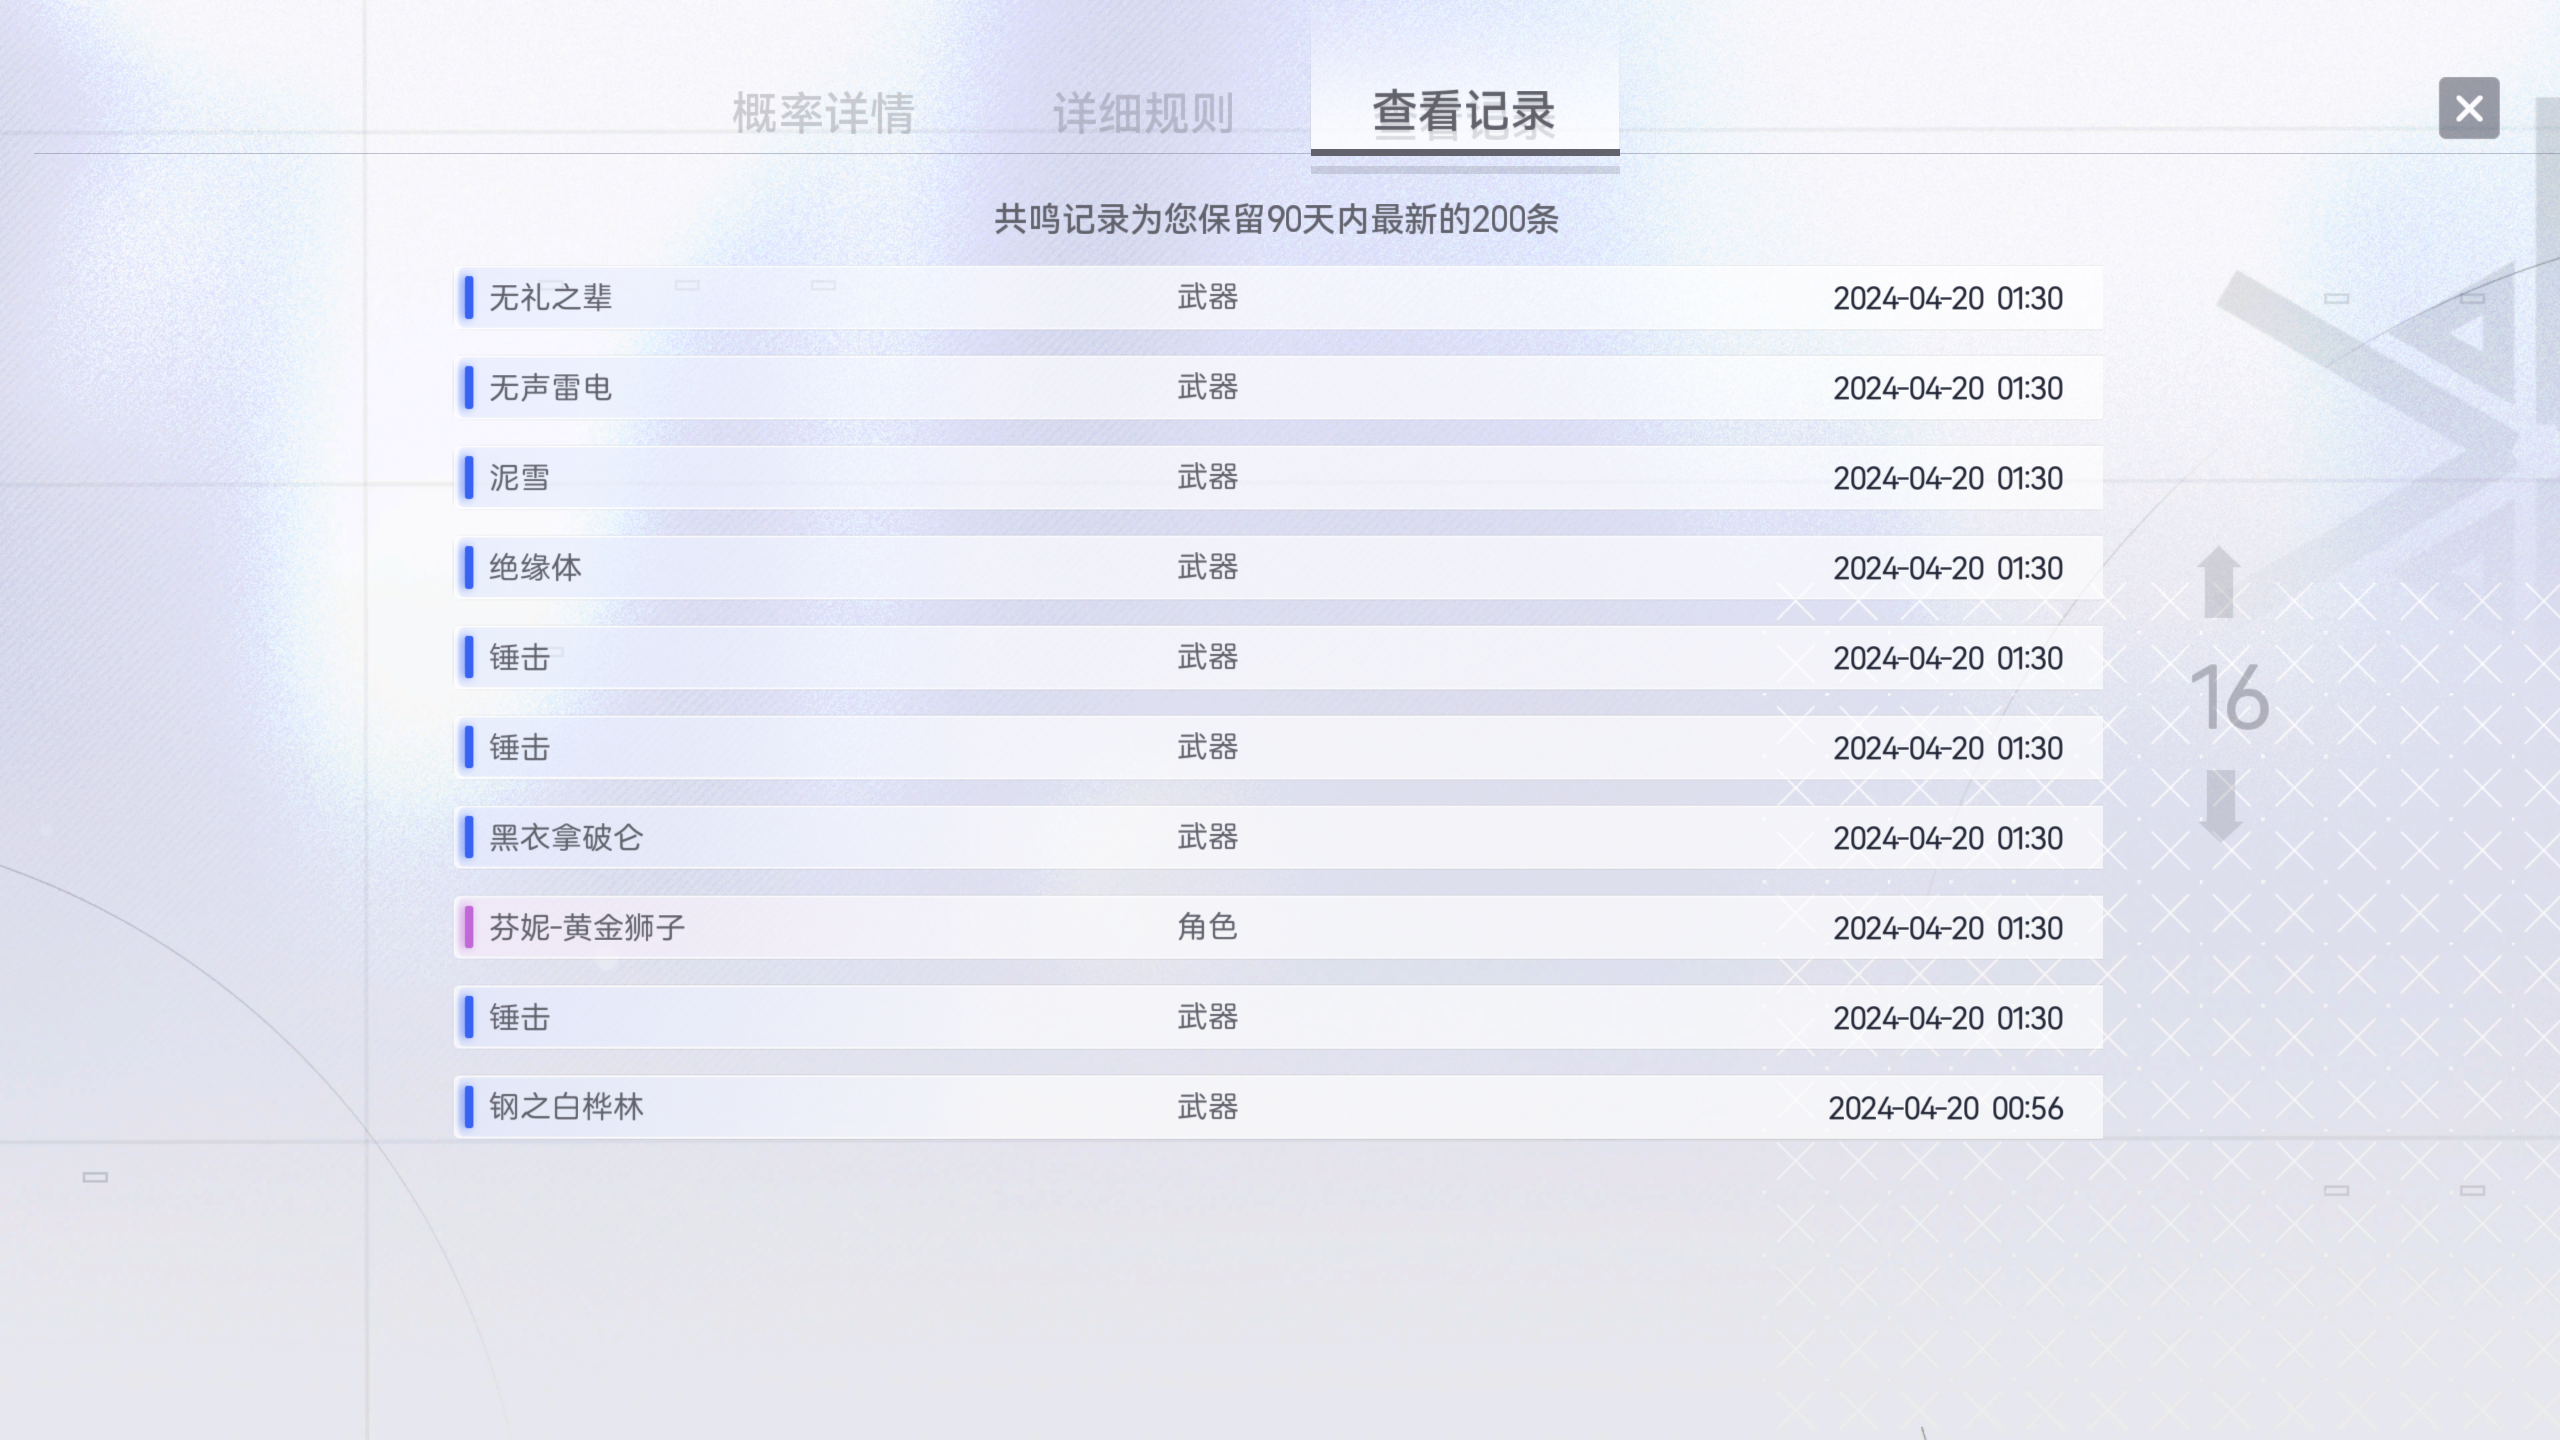 概率详情 详细规则 查看记录
共鸣记录为您保留90天内最新的200条
无礼之辈 武器 2024-04-20 01:30
无声雷电 武器 2024-04-20 01:30
泥雪 武器 2024-04-20 01:30
绝缘体 武器 2024-04-20 01:30
锤击 武器 2024-04-20 01:30
锤击 武器 2024-04-20 01:30
16
黑衣拿破仑 武器 2024-04-20 01:30
芬妮-黄金狮子 角色 2024-04-20 01:30
锤击 武器 2024-04-20 01:30
钢之白桦林 武器 2024-04-20 00:56